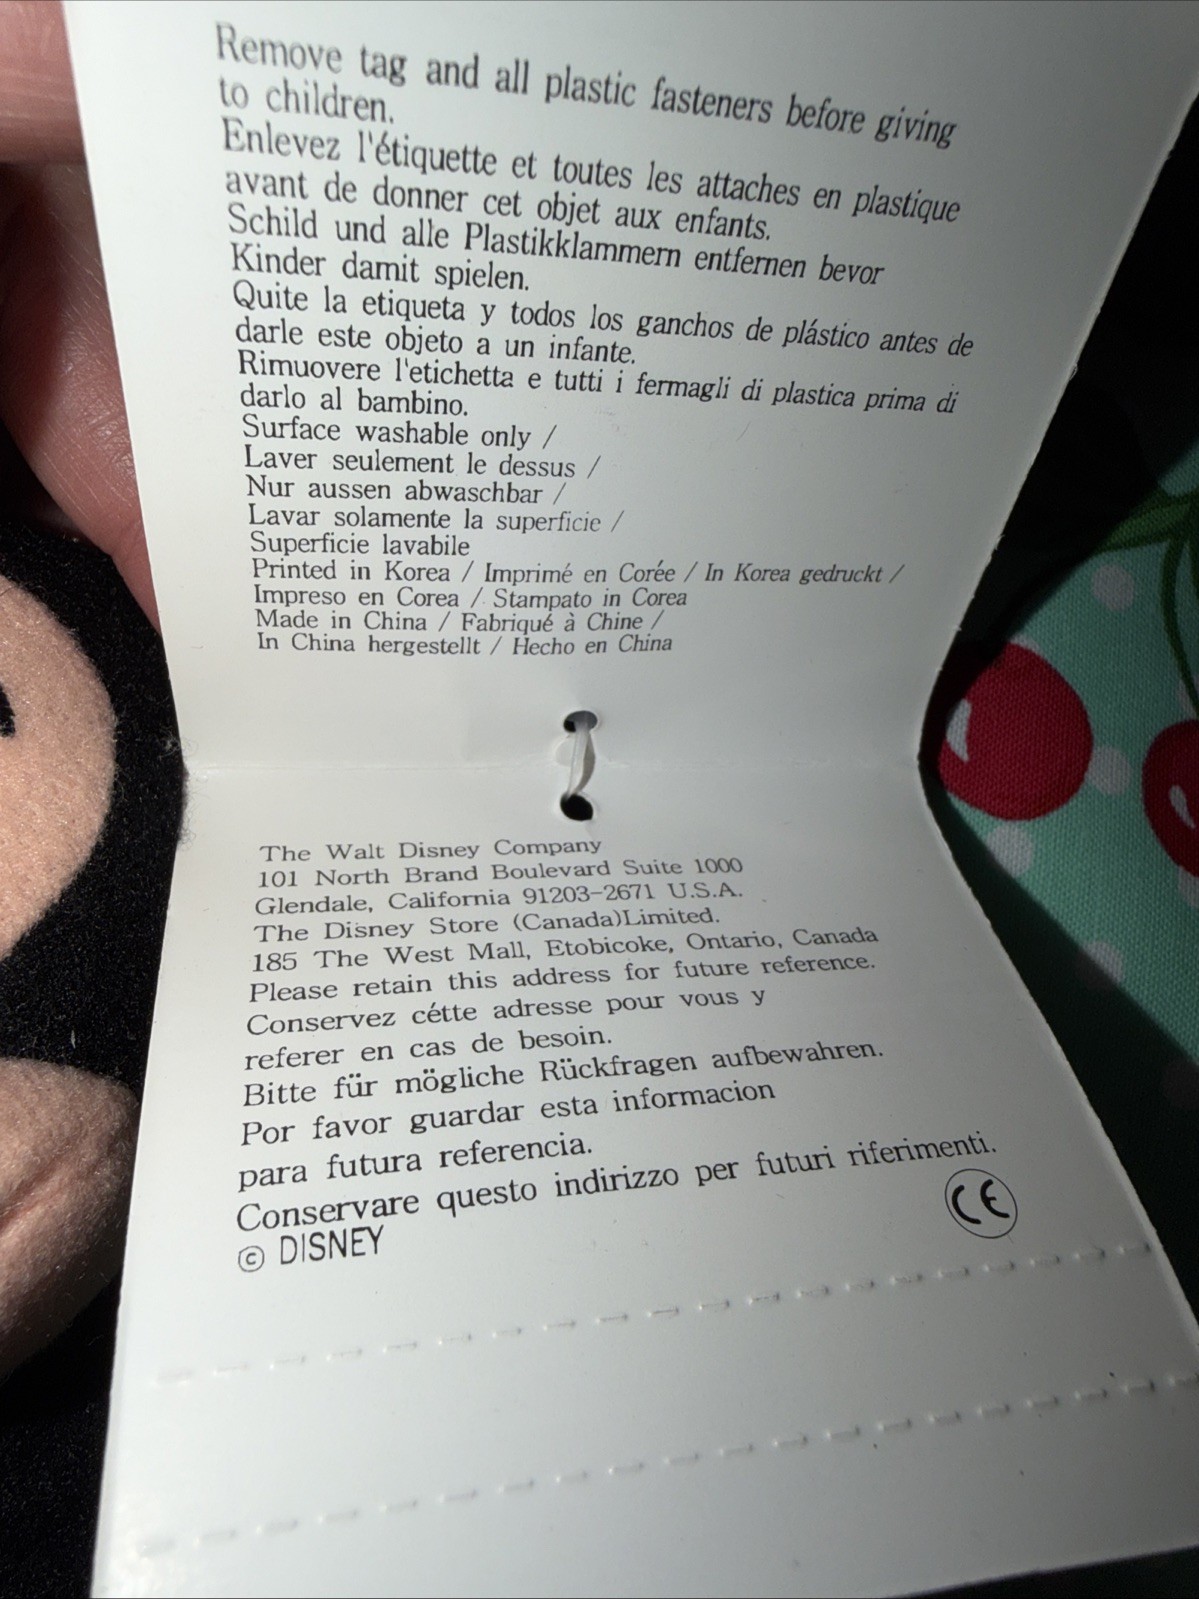 Remove tag and all plastic fasteners before giving
to children.
Enlevez l'étiquette et toutes les attaches en plastique
avant de donner cet objet aux enfants.
Schild und alle Plastikklammern entfernen bevor
Kinder damit spielen.
Quite la etiqueta y todos los ganchos de plástico antes de
darle este objeto a un infante.
Rimuovere l'etichetta e tutti i fermagli di plastica prima di
darlo al bambino.
Surface washable only /
Laver seulement le dessus /
Nur aussen abwaschbar /
Lavar solamente la superficie /
Superficie lavabile
Printed in Korea / Imprimé en Corée / In Korea gedruckt /
Impreso en Corea / Stampato in Corea
Made in China / Fabriqué à Chine /
In China hergestellt / Hecho en China
The Walt Disney Company
101 North Brand Boulevard Suite 1000
Glendale, California 91203-2671 U.S.A.
The Disney Store (Canada)Limited.
185 The West Mall, Etobicoke, Ontario, Canada
Please retain this address for future reference.
Conservez cétte adresse pour vous y
referer en cas de besoin.
Bitte für mögliche Rückfragen aufbewahren.
Por favor guardar esta informacion
para futura referencia.
Conservare questo indirizzo per futuri riferimenti.
© DISNEY
CE